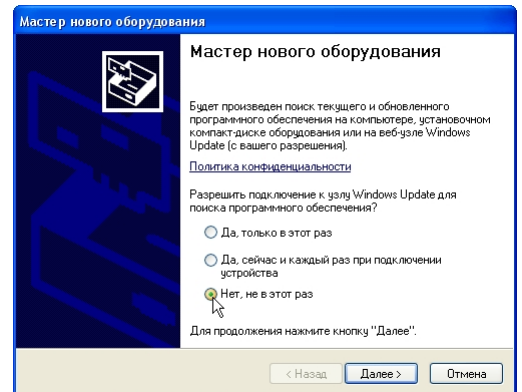 Мастер нового оборудования
Мастер нового оборудования
Будет произведен поиск текущего и обновленного
программного обеспечения на компьютере, установочном
компакт-диске оборудования или на веб-узле Windows
Update (с вашего разрешения).
Политика конфиденциальности
Разрешить подключение к узлу Windows Update для
поиска программного обеспечения?
Да, только в этот раз
Да, сейчас и каждый раз при подключении
устройства
Нет, не в этот раз
Для продолжения нажмите кнопку "Далее".
< Назад
Далее >
Отмена